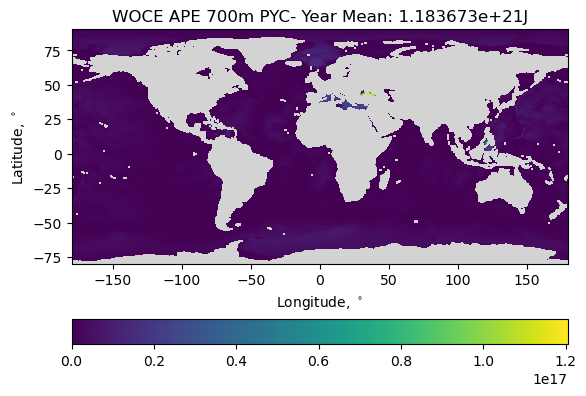 WOCE APE 700m PYC- Year Mean: 1.183673e+21J
75
50
25
0
−25
−50
−75
Latitude, °
−150 −100 −50 0 50 100 150
Longitude, °
0.0 0.2 0.4 0.6 0.8 1.0 1.2
1e17